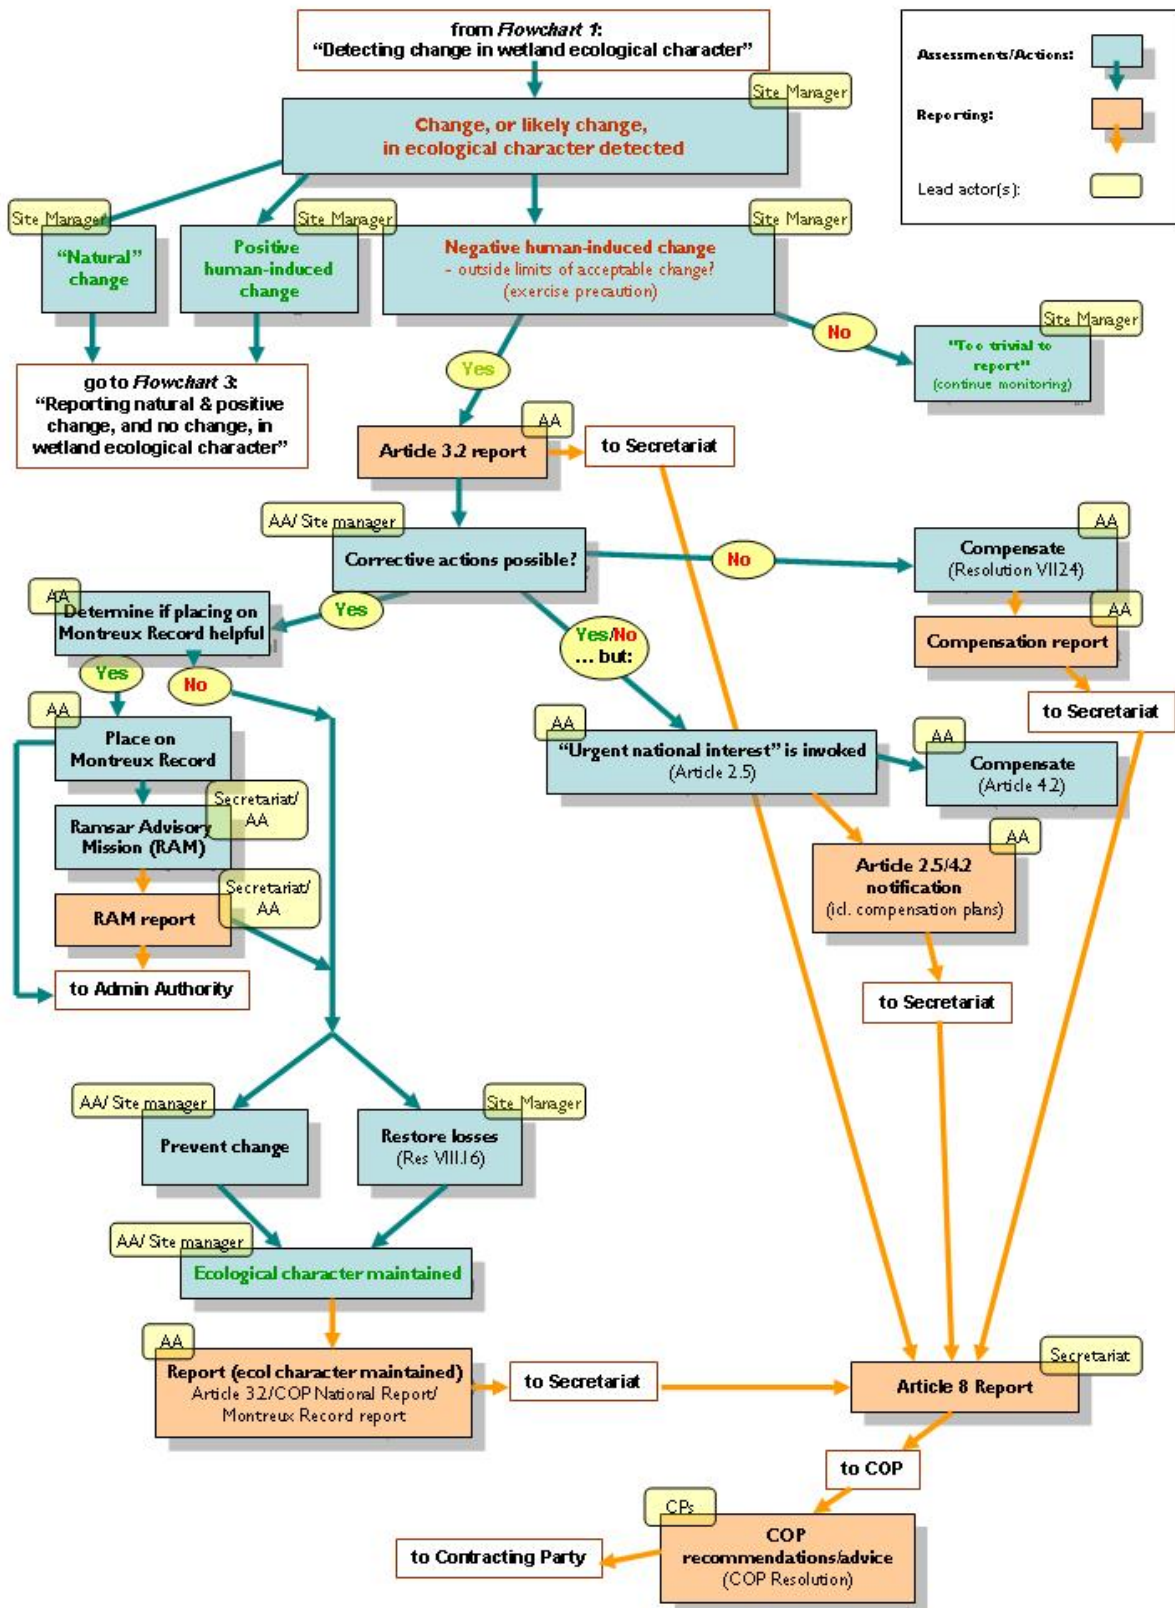 from Flowchart 1:
“Detecting change in wetland ecological character”
Assessments/Actions:
Reporting:
Lead actor(s):
Site Manager
Change, or likely change,
in ecological character detected
Site Manager
“Natural”
change
Site Manager
Positive
human-induced
change
Site Manager
Negative human-induced change
- outside limits of acceptable change?
(exercise precaution)
No
Site Manager
“Too trivial to
report”
(continue monitoring)
Yes
go to Flowchart 3:
“Reporting natural & positive
change, and no change, in
wetland ecological character”
AA
Article 3.2 report
to Secretariat
AA/ Site manager
Corrective actions possible?
No
AA
Compensate
(Resolution VII.24)
AA
Compensation report
to Secretariat
Yes
AA
Determine if placing on
Montreux Record helpful
Yes/No
... but:
Yes
No
AA
Place on
Montreux Record
AA
“Urgent national interest” is invoked
(Article 2.5)
AA
Compensate
(Article 4.2)
Secretariat/
AA
Ramsar Advisory
Mission (RAM)
AA
Article 2.5/4.2
notification
(icl. compensation plans)
Secretariat/
AA
RAM report
to Admin Authority
to Secretariat
AA/ Site manager
Prevent change
Site Manager
Restore losses
(Res VIII.16)
AA/ Site manager
Ecological character maintained
AA
Report (ecol character maintained)
Article 3.2/COP National Report/
Montreux Record report
to Secretariat
Secretariat
Article 8 Report
to COP
CPs
COP
recommendations/advice
(COP Resolution)
to Contracting Party